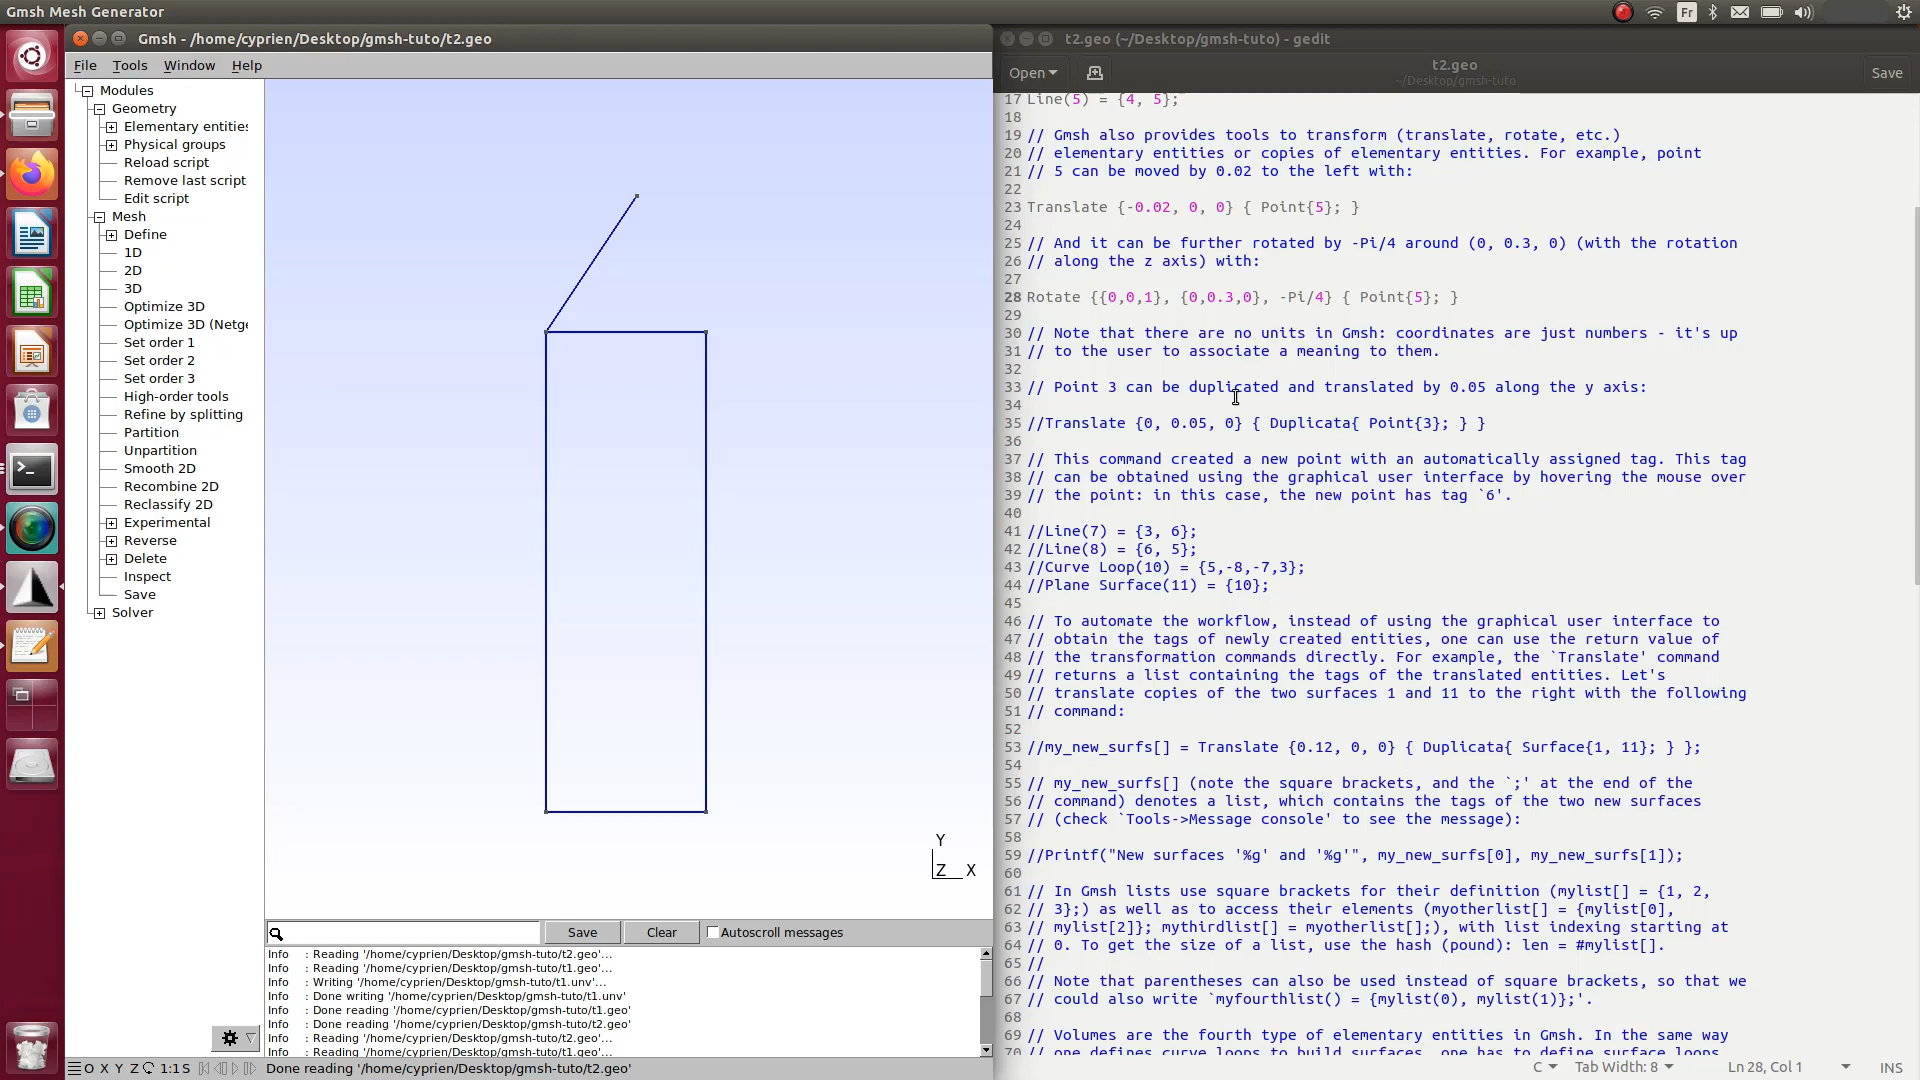 Gmsh Mesh Generator
Fr
Gmsh - /home/cyprien/Desktop/gmsh-tuto/t2.geo
File Tools Window Help
Modules
Geometry
Elementary entities
Physical groups
Reload script
Remove last script
Edit script
Mesh
Define
1D
2D
3D
Optimize 3D
Optimize 3D (Netge
Set order 1
Set order 2
Set order 3
High-order tools
Refine by splitting
Partition
Unpartition
Smooth 2D
Recombine 2D
Reclassify 2D
Experimental
Reverse
Delete
Inspect
Save
Solver
Y
Z X
Save Clear Autoscroll messages
Info : Reading '/home/cyprien/Desktop/gmsh-tuto/t2.geo'...
Info : Reading '/home/cyprien/Desktop/gmsh-tuto/t1.geo'...
Info : Writing '/home/cyprien/Desktop/gmsh-tuto/t1.unv'...
Info : Done writing '/home/cyprien/Desktop/gmsh-tuto/t1.unv'
Info : Done reading '/home/cyprien/Desktop/gmsh-tuto/t1.geo'
Info : Done reading '/home/cyprien/Desktop/gmsh-tuto/t2.geo'
Info : Reading '/home/cyprien/Desktop/gmsh-tuto/t2.geo'...
Info : Reading '/home/cyprien/Desktop/gmsh-tuto/t1.geo'...
O X Y Z 1:1 S Done reading '/home/cyprien/Desktop/gmsh-tuto/t2.geo'
t2.geo (~/Desktop/gmsh-tuto) - gedit
Open t2.geo Save
~/Desktop/gmsh-tuto
17 Line(5) = {4, 5};
18
19 // Gmsh also provides tools to transform (translate, rotate, etc.)
20 // elementary entities or copies of elementary entities. For example, point
21 // 5 can be moved by 0.02 to the left with:
22
23 Translate {-0.02, 0, 0} { Point{5}; }
24
25 // And it can be further rotated by -Pi/4 around (0, 0.3, 0) (with the rotation
26 // along the z axis) with:
27
28 Rotate {{0,0,1}, {0,0.3,0}, -Pi/4} { Point{5}; }
29
30 // Note that there are no units in Gmsh: coordinates are just numbers - it's up
31 // to the user to associate a meaning to them.
32
33 // Point 3 can be duplicated and translated by 0.05 along the y axis:
34
35 //Translate {0, 0.05, 0} { Duplicata{ Point{3}; } }
36
37 // This command created a new point with an automatically assigned tag. This tag
38 // can be obtained using the graphical user interface by hovering the mouse over
39 // the point: in this case, the new point has tag `6'.
40
41 //Line(7) = {3, 6};
42 //Line(8) = {6, 5};
43 //Curve Loop(10) = {5,-8,-7,3};
44 //Plane Surface(11) = {10};
45
46 // To automate the workflow, instead of using the graphical user interface to
47 // obtain the tags of newly created entities, one can use the return value of
48 // the transformation commands directly. For example, the `Translate' command
49 // returns a list containing the tags of the translated entities. Let's
50 // translate copies of the two surfaces 1 and 11 to the right with the following
51 // command:
52
53 //my_new_surfs[] = Translate {0.12, 0, 0} { Duplicata{ Surface{1, 11}; } };
54
55 // my_new_surfs[] (note the square brackets, and the `;' at the end of the
56 // command) denotes a list, which contains the tags of the two new surfaces
57 // (check `Tools->Message console' to see the message):
58
59 //Printf("New surfaces '%g' and '%g'", my_new_surfs[0], my_new_surfs[1]);
60
61 // In Gmsh lists use square brackets for their definition (mylist[] = {1, 2,
62 // 3};) as well as to access their elements (myotherlist[] = {mylist[0],
63 // mylist[2]}; mythirdlist[] = myotherlist[];), with list indexing starting at
64 // 0. To get the size of a list, use the hash (pound): len = #mylist[].
65 //
66 // Note that parentheses can also be used instead of square brackets, so that we
67 // could also write `myfourthlist() = {mylist(0), mylist(1)};'.
68
69 // Volumes are the fourth type of elementary entities in Gmsh. In the same way
70 // one defines curve loops to build surfaces, one has to define surface loops
C Tab Width: 8 Ln 28, Col 1 INS